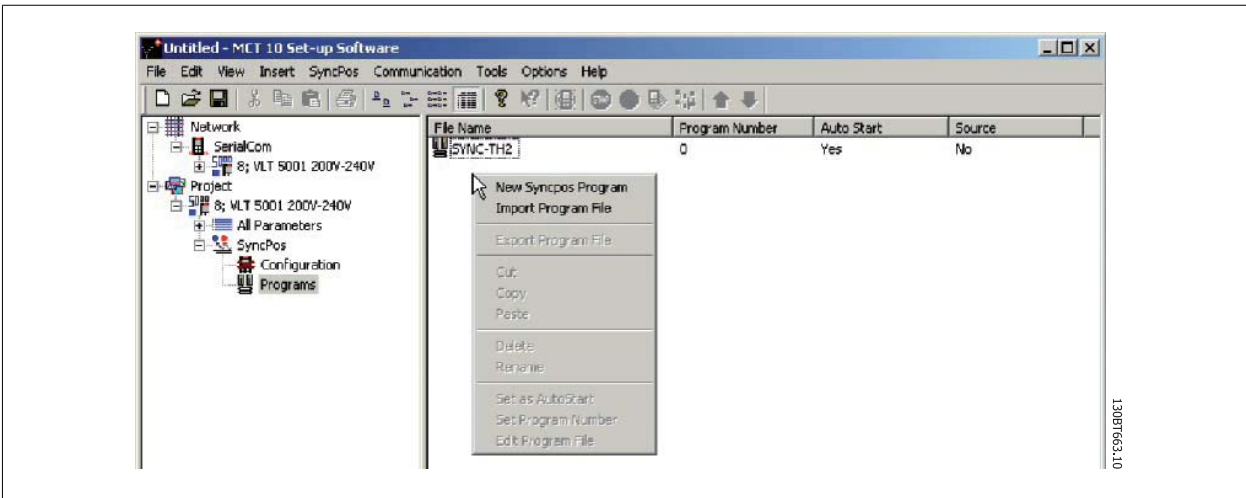 Untitled - MCT 10 Set-up Software
File Edit View Insert SyncPos Communication Tools Options Help
Network
SerialCom
8; VLT 5001 200V-240V
Project
8; VLT 5001 200V-240V
All Parameters
SyncPos
Configuration
Programs
File Name Program Number Auto Start Source
SYNC-TH2 0 Yes No
New Syncpos Program
Import Program File
Export Program File
Cut
Copy
Paste
Delete
Rename
Set as AutoStart
Set Program Number
Edit Program File
130BT663.10